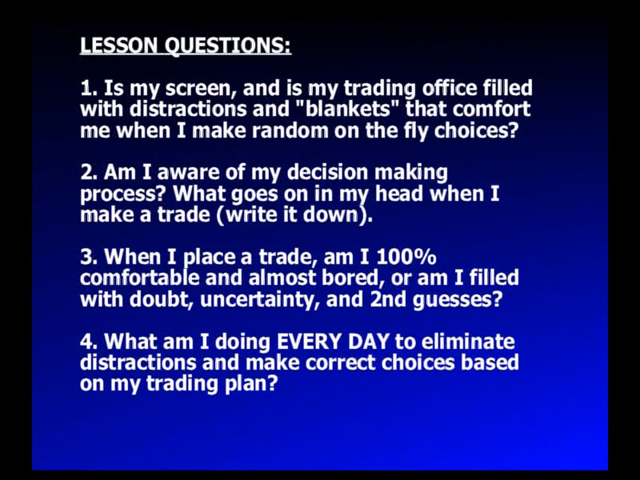 LESSON QUESTIONS:
1. Is my screen, and is my trading office filled
with distractions and "blankets" that comfort
me when I make random on the fly choices?
2. Am I aware of my decision making
process? What goes on in my head when I
make a trade (write it down).
3. When I place a trade, am I 100%
comfortable and almost bored, or am I filled
with doubt, uncertainty, and 2nd guesses?
4. What am I doing EVERY DAY to eliminate
distractions and make correct choices based
on my trading plan?